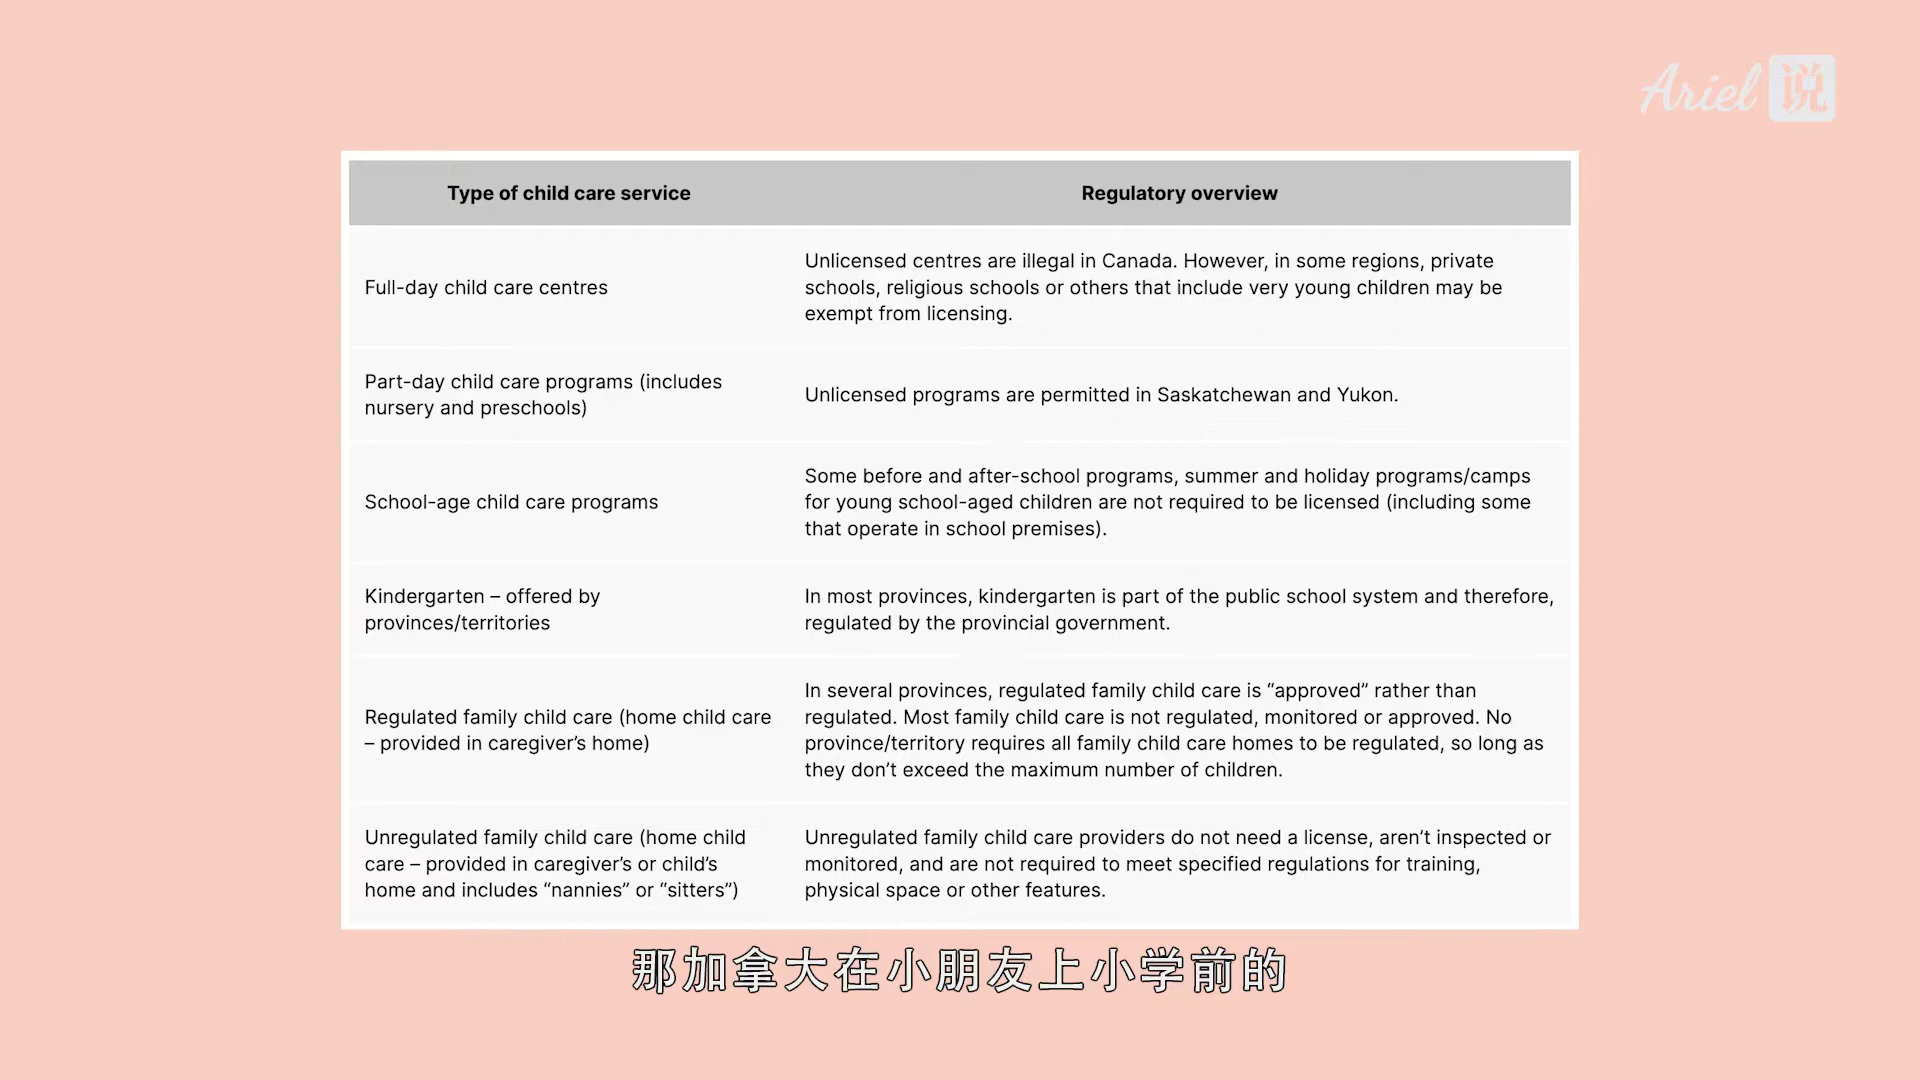 Ariel 说
Type of child care service
Regulatory overview
Full-day child care centres
Unlicensed centres are illegal in Canada. However, in some regions, private
schools, religious schools or others that include very young children may be
exempt from licensing.
Part-day child care programs (includes
nursery and preschools)
Unlicensed programs are permitted in Saskatchewan and Yukon.
School-age child care programs
Some before and after-school programs, summer and holiday programs/camps
for young school-aged children are not required to be licensed (including some
that operate in school premises).
Kindergarten – offered by
provinces/territories
In most provinces, kindergarten is part of the public school system and therefore,
regulated by the provincial government.
Regulated family child care (home child care
– provided in caregiver’s home)
In several provinces, regulated family child care is “approved” rather than
regulated. Most family child care is not regulated, monitored or approved. No
province/territory requires all family child care homes to be regulated, so long as
they don’t exceed the maximum number of children.
Unregulated family child care (home child
care – provided in caregiver’s or child’s
home and includes “nannies” or “sitters”)
Unregulated family child care providers do not need a license, aren’t inspected or
monitored, and are not required to meet specified regulations for training,
physical space or other features.
那加拿大在小朋友上小学前的